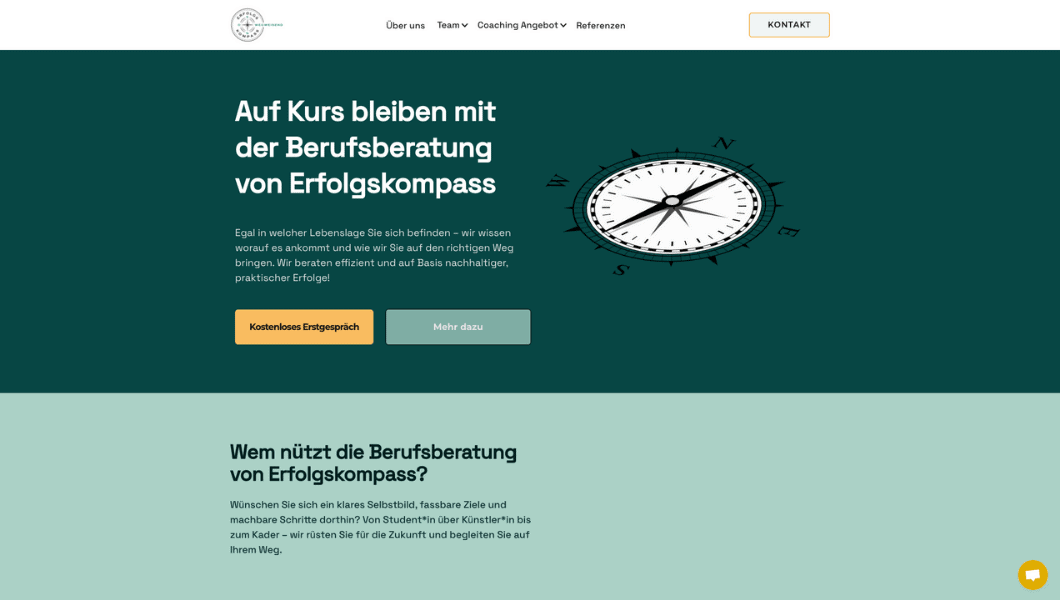 ERFOLGS
KOMPASS
Über uns
Team
Coaching Angebot
Referenzen
KONTAKT
Auf Kurs bleiben mit
der Berufsberatung
von Erfolgskompass
Egal in welcher Lebenslage Sie sich befinden – wir wissen
worauf es ankommt und wie wir Sie auf den richtigen Weg
bringen. Wir beraten effizient und auf Basis nachhaltiger,
praktischer Erfolge!
Kostenloses Erstgespräch
Mehr dazu
N
W
E
S
Wem nützt die Berufsberatung
von Erfolgskompass?
Wünschen Sie sich ein klares Selbstbild, fassbare Ziele und
machbare Schritte dorthin? Von Student*in über Künstler*in bis
zum Kader – wir rüsten Sie für die Zukunft und begleiten Sie auf
Ihrem Weg.